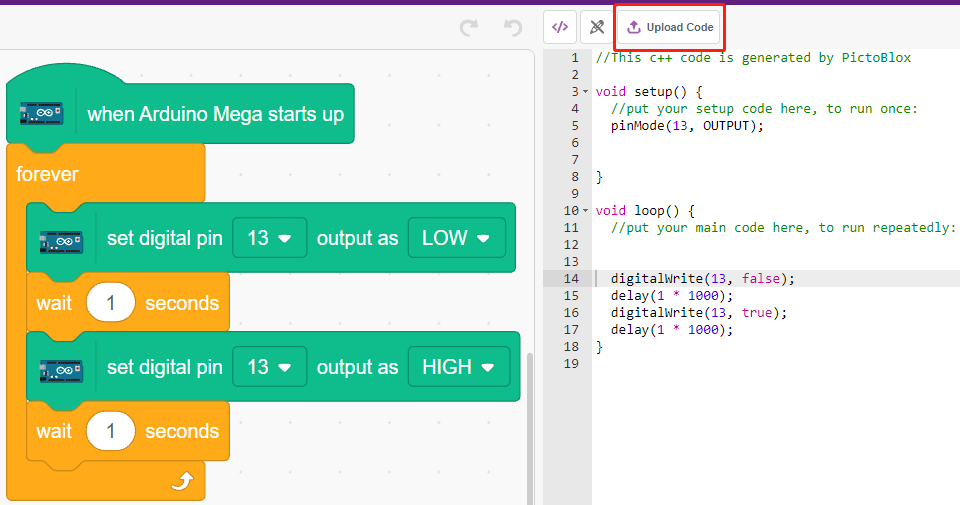 </>
Upload Code
when Arduino Mega starts up
forever
set digital pin 13 output as LOW
wait 1 seconds
set digital pin 13 output as HIGH
wait 1 seconds
1 //This c++ code is generated by PictoBlox
2
3 void setup() {
4 //put your setup code here, to run once:
5 pinMode(13, OUTPUT);
6
7
8 }
9
10 void loop() {
11 //put your main code here, to run repeatedly:
12
13
14 digitalWrite(13, false);
15 delay(1 * 1000);
16 digitalWrite(13, true);
17 delay(1 * 1000);
18 }
19